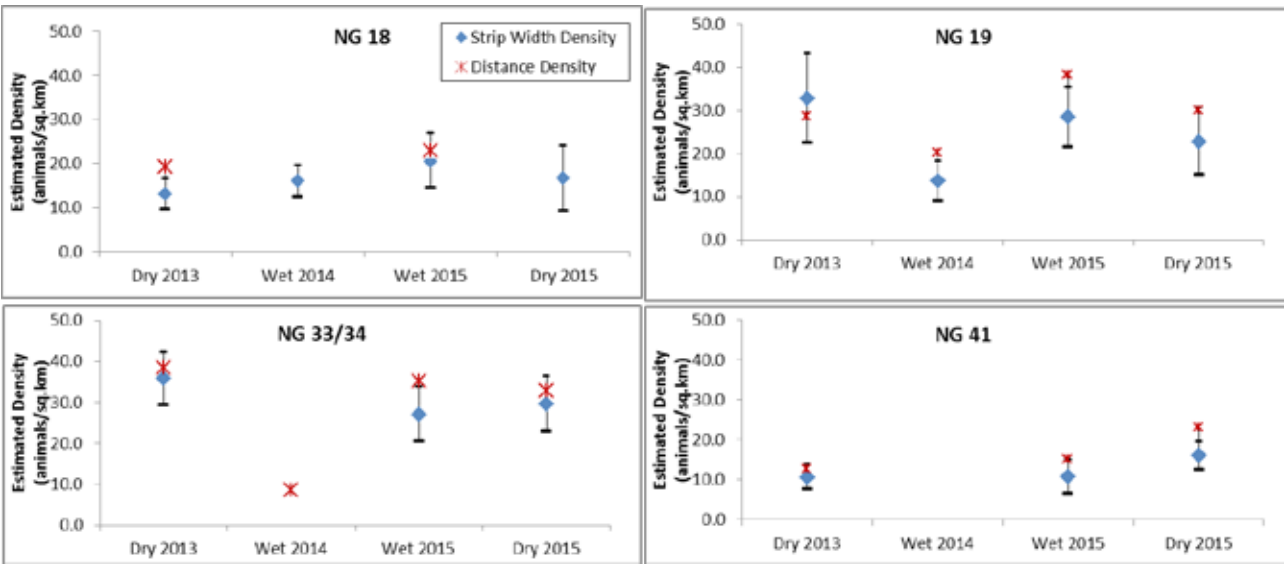 NG 18
Strip Width Density
Distance Density
Estimated Density
(animals/sq.km)
50.0
40.0
30.0
20.0
10.0
0.0
Dry 2013 Wet 2014 Wet 2015 Dry 2015
NG 19
Estimated Density
(animals/sq.km)
50.0
40.0
30.0
20.0
10.0
0.0
Dry 2013 Wet 2014 Wet 2015 Dry 2015
NG 33/34
Estimated Density
(animals/sq.km)
50.0
40.0
30.0
20.0
10.0
0.0
Dry 2013 Wet 2014 Wet 2015 Dry 2015
NG 41
Estimated Density
(animals/sq.km)
50.0
40.0
30.0
20.0
10.0
0.0
Dry 2013 Wet 2014 Wet 2015 Dry 2015